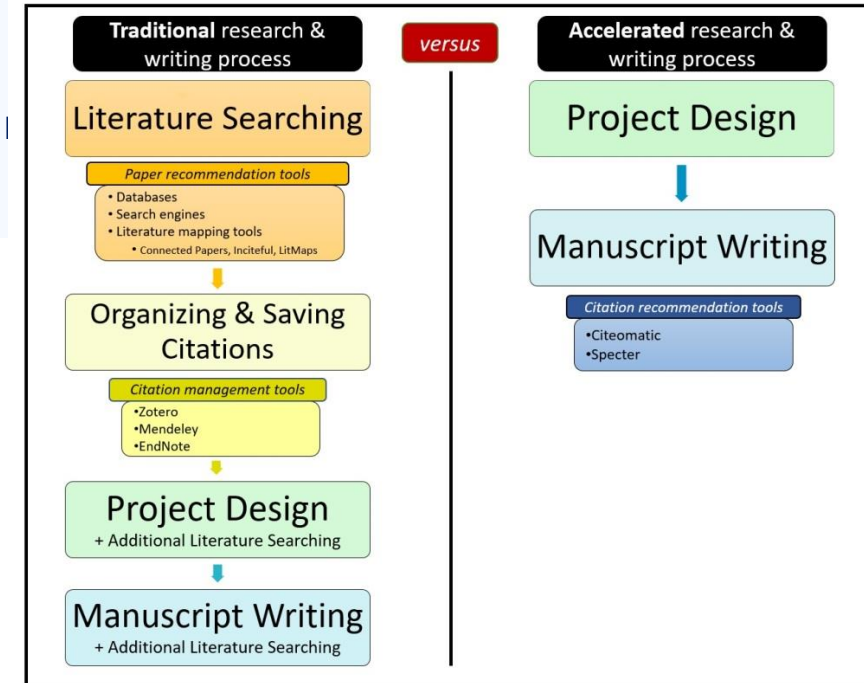 Traditional research &
writing process
Literature Searching
Paper recommendation tools
• Databases
• Search engines
• Literature mapping tools
• Connected Papers, Inciteful, LitMaps
Organizing & Saving
Citations
Citation management tools
•Zotero
•Mendeley
•EndNote
Project Design
+ Additional Literature Searching
Manuscript Writing
+ Additional Literature Searching
versus
Accelerated research &
writing process
Project Design
Manuscript Writing
Citation recommendation tools
•Citeomatic
•Specter